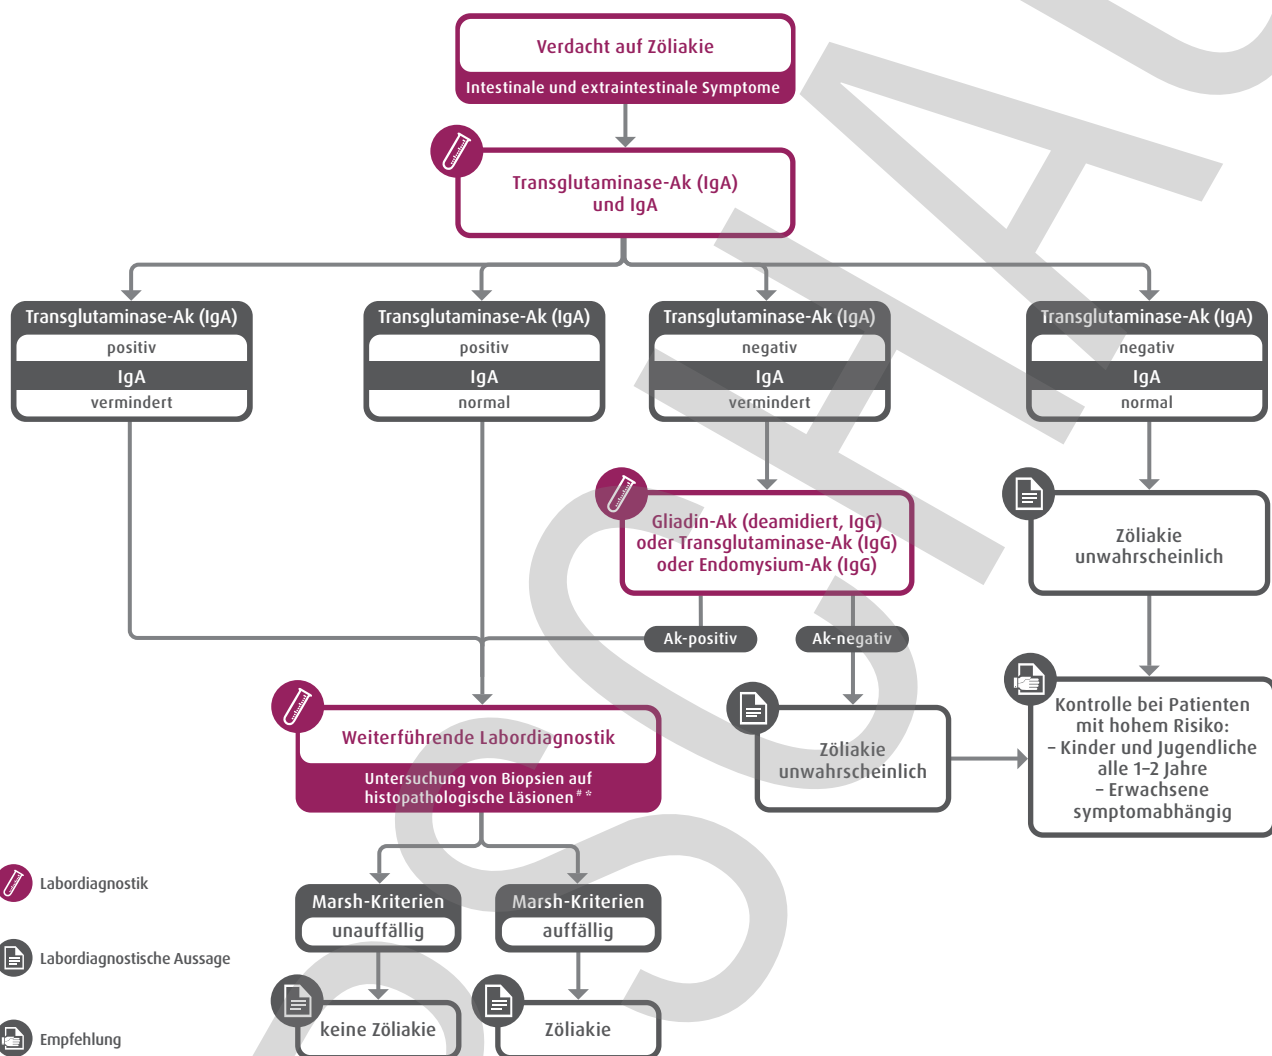 Verdacht auf Zöliakie
Intestinale und extraintestinale Symptome
Transglutaminase-Ak (IgA)
und IgA
Transglutaminase-Ak (IgA)
positiv
IgA
vermindert
Transglutaminase-Ak (IgA)
positiv
IgA
normal
Transglutaminase-Ak (IgA)
negativ
IgA
vermindert
Transglutaminase-Ak (IgA)
negativ
IgA
normal
Gliadin-Ak (deamidiert, IgG)
oder Transglutaminase-Ak (IgG)
oder Endomysium-Ak (IgG)
Zöliakie
unwahrscheinlich
Ak-positiv
Ak-negativ
Weiterführende Labordiagnostik
Untersuchung von Biopsien auf
histopathologische Läsionen # *
Zöliakie
unwahrscheinlich
Kontrolle bei Patienten
mit hohem Risiko:
– Kinder und Jugendliche
alle 1–2 Jahre
– Erwachsene
symptomabhängig
Marsh-Kriterien
unauffällig
Marsh-Kriterien
auffällig
keine Zöliakie
Zöliakie
Labordiagnostik
Labordiagnostische Aussage
Empfehlung